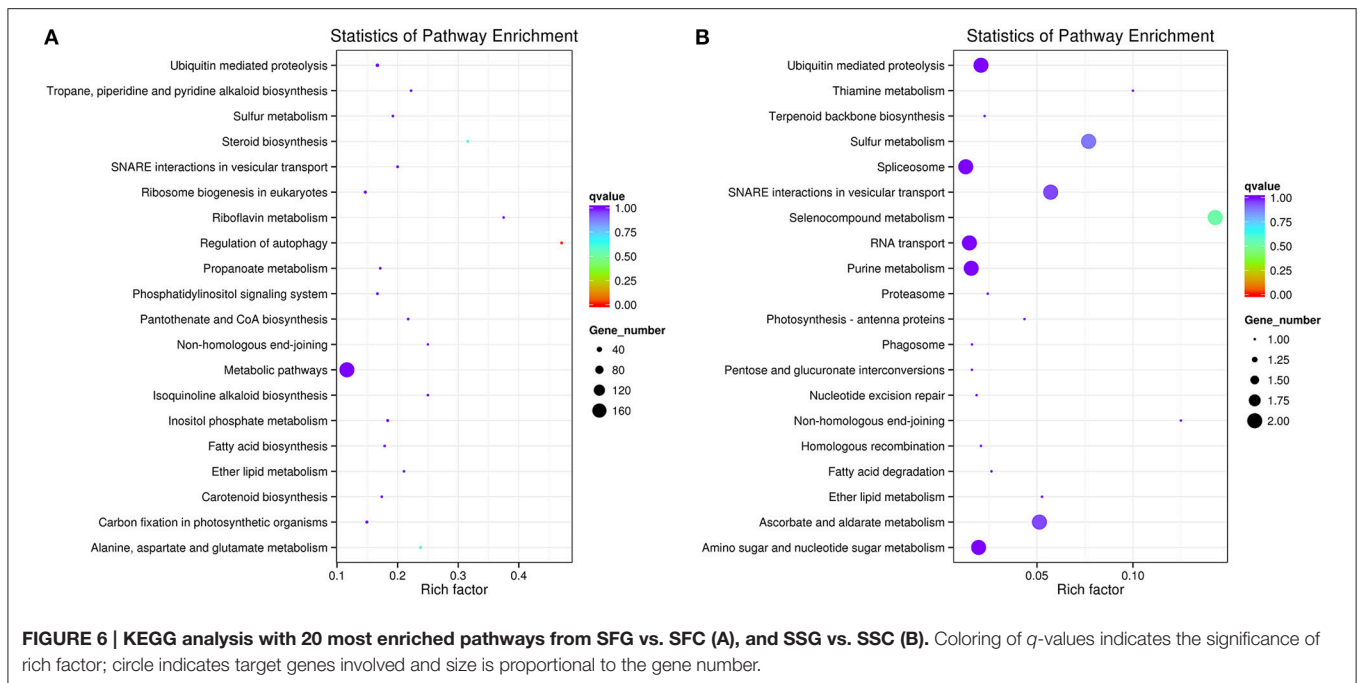 A
Statistics of Pathway Enrichment
Ubiquitin mediated proteolysis
Tropane, piperidine and pyridine alkaloid biosynthesis
Sulfur metabolism
Steroid biosynthesis
SNARE interactions in vesicular transport
Ribosome biogenesis in eukaryotes
Riboflavin metabolism
Regulation of autophagy
Propanoate metabolism
Phosphatidylinositol signaling system
Pantothenate and CoA biosynthesis
Non-homologous end-joining
Metabolic pathways
Isoquinoline alkaloid biosynthesis
Inositol phosphate metabolism
Fatty acid biosynthesis
Ether lipid metabolism
Carotenoid biosynthesis
Carbon fixation in photosynthetic organisms
Alanine, aspartate and glutamate metabolism
0.1 0.2 0.3 0.4
Rich factor
qvalue
1.00
0.75
0.50
0.25
0.00
Gene_number
40
80
120
160
B
Statistics of Pathway Enrichment
Ubiquitin mediated proteolysis
Thiamine metabolism
Terpenoid backbone biosynthesis
Sulfur metabolism
Spliceosome
SNARE interactions in vesicular transport
Selenocompound metabolism
RNA transport
Purine metabolism
Proteasome
Photosynthesis - antenna proteins
Phagosome
Pentose and glucuronate interconversions
Nucleotide excision repair
Non-homologous end-joining
Homologous recombination
Fatty acid degradation
Ether lipid metabolism
Ascorbate and aldarate metabolism
Amino sugar and nucleotide sugar metabolism
0.05 0.10
Rich factor
qvalue
1.00
0.75
0.50
0.25
0.00
Gene_number
1.00
1.25
1.50
1.75
2.00
FIGURE 6 | KEGG analysis with 20 most enriched pathways from SFG vs. SFC (A), and SSG vs. SSC (B). Coloring of q-values indicates the significance of
rich factor; circle indicates target genes involved and size is proportional to the gene number.